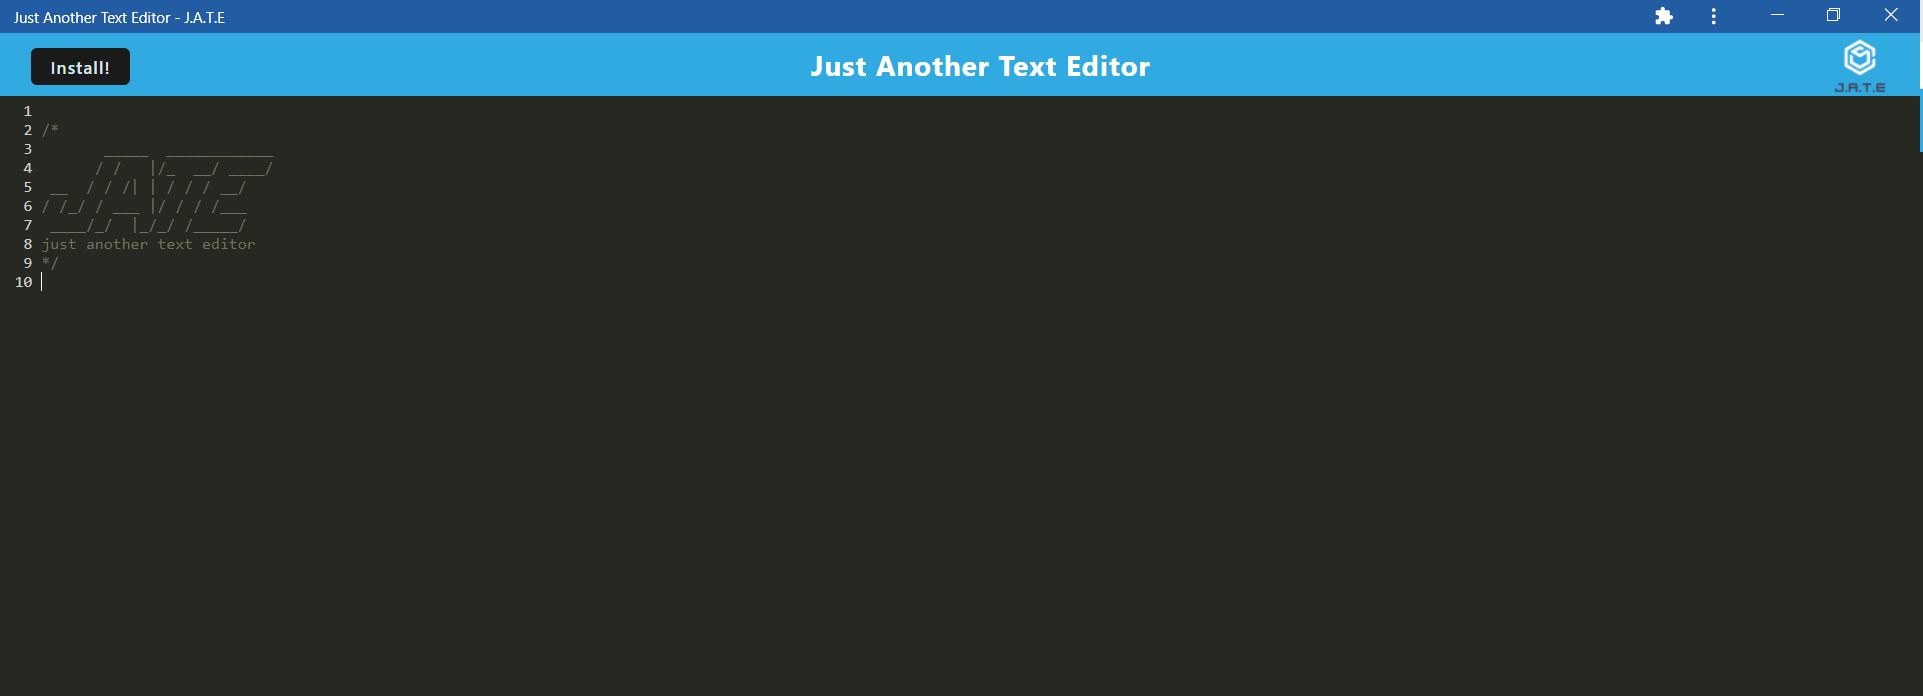 Just Another Text Editor - J.A.T.E
Install!
Just Another Text Editor
J.A.T.E
1
2 /*
3        _____  ____________
4       / /   |/_  __/ ____/
5  __  / / /| | / / / __/
6 / /_/ / ___ |/ / / /___
7  ____/_/  |_/_/ /_____/
8 just another text editor
9 */
10